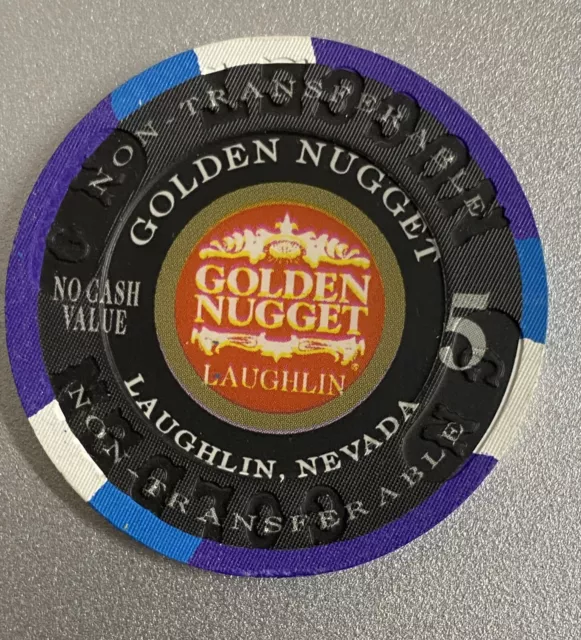 NON-TRANSFERABLE
GOLDEN NUGGET
GOLDEN
NUGGET
LAUGHLIN
NO CASH
VALUE
5
LAUGHLIN, NEVADA
NON-TRANSFERABLE